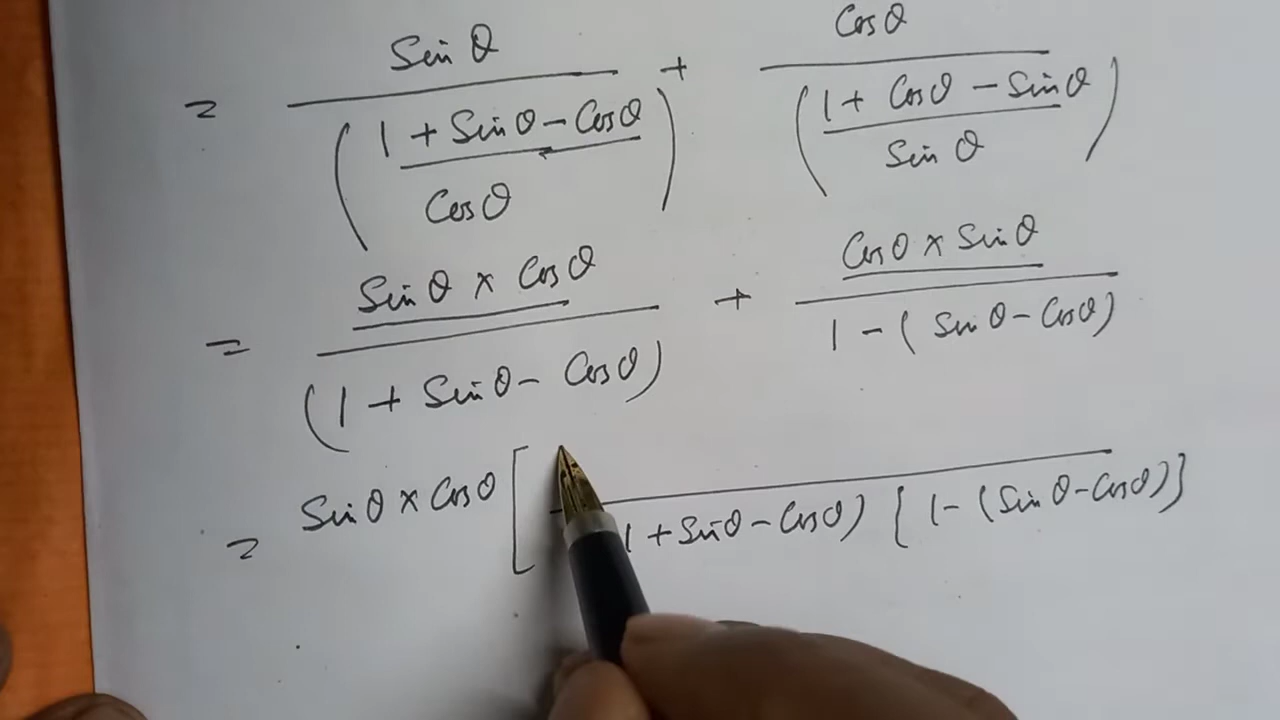 = Sin θ / ( 1 + Sin θ - Cos θ / Cos θ ) + Cos θ / ( 1 + Cos θ - Sin θ / Sin θ )
= Sin θ × Cos θ / (1 + Sin θ - Cos θ) + Cos θ × Sin θ / 1 - ( Sin θ - Cos θ)
= Sin θ × Cos θ [ 1 + Sin θ - Cos θ) { 1 - (Sin θ - Cos θ)}